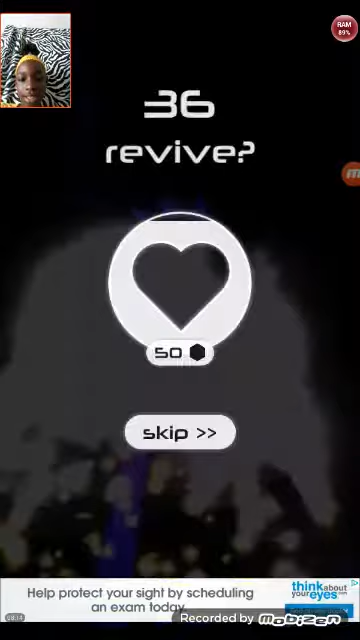 RAM
89%
36
revive?
50
skip >>
Help protect your sight by scheduling
an exam today.
think about
your eyes.com
Recorded by mobizen